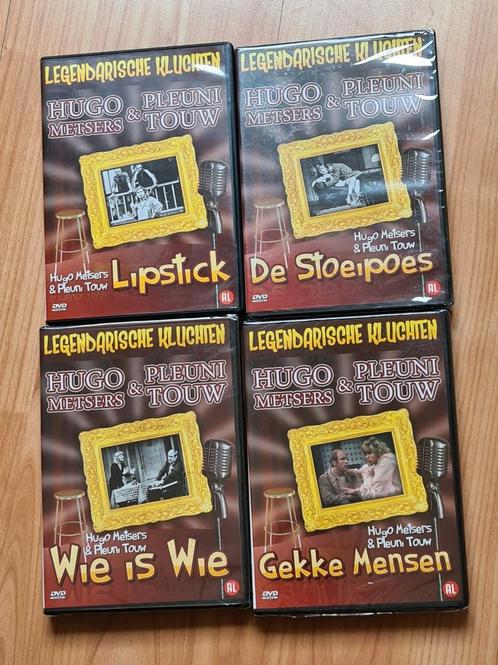 LEGENDARISCHE KLUCHTEN
HUGO METSERS & PLEUNI TOUW
Hugo Metsers
& Pleuni Touw
Lipstick
DVD
AL
LEGENDARISCHE KLUCHTEN
HUGO METSERS & PLEUNI TOUW
Hugo Metsers
& Pleuni Touw
De Stoeipoes
DVD
AL
LEGENDARISCHE KLUCHTEN
HUGO METSERS & PLEUNI TOUW
Hugo Metsers
& Pleuni Touw
Wie is Wie
DVD
AL
LEGENDARISCHE KLUCHTEN
HUGO METSERS & PLEUNI TOUW
Hugo Metsers
& Pleuni Touw
Gekke Mensen
DVD
AL